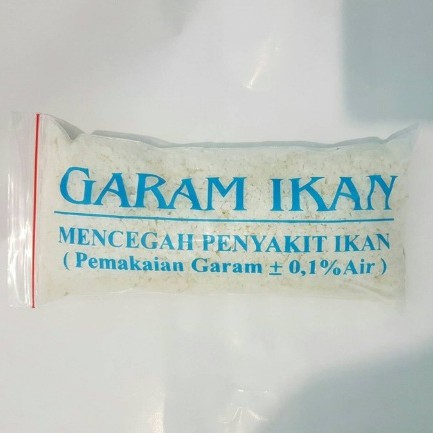 GARAM IKAN
MENCEGAH PENYAKIT IKAN
( Pemakaian Garam ± 0,1% Air )